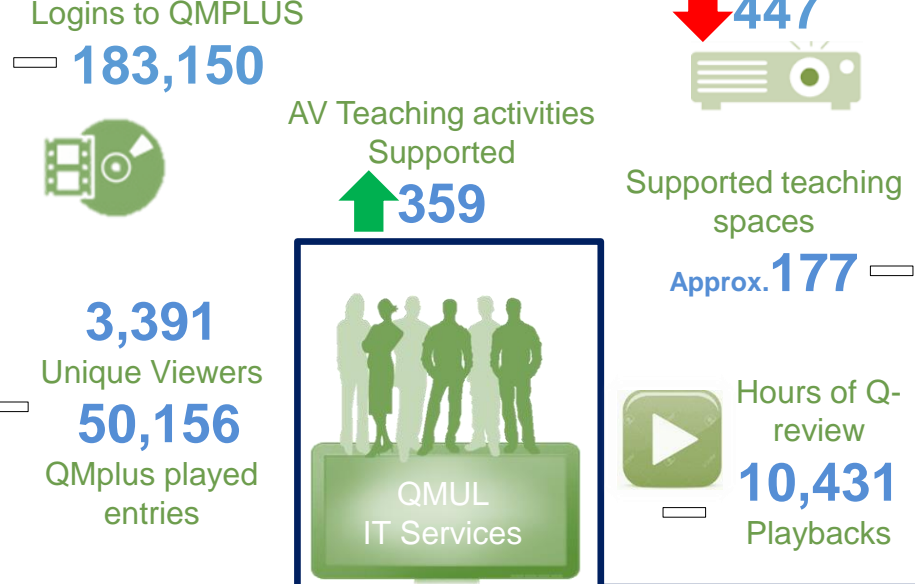 Logins to QMPLUS
183,150
447
AV Teaching activities
Supported
359
Supported teaching
spaces
Approx.177
3,391
Unique Viewers
50,156
QMplus played
entries
Hours of Q-
review
10,431
Playbacks
QMUL
IT Services